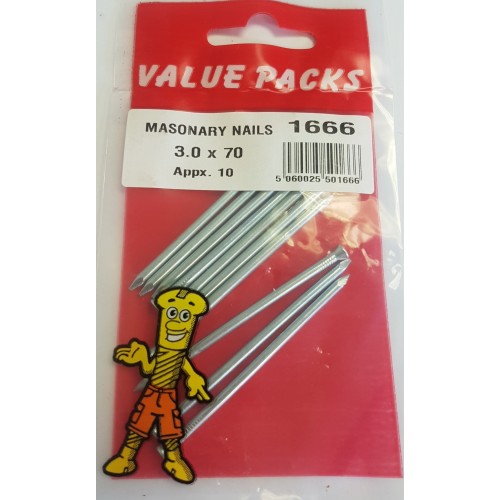 VALUE PACKS
MASONARY NAILS 1666
3.0 x 70
Appx. 10
5 060025 501666